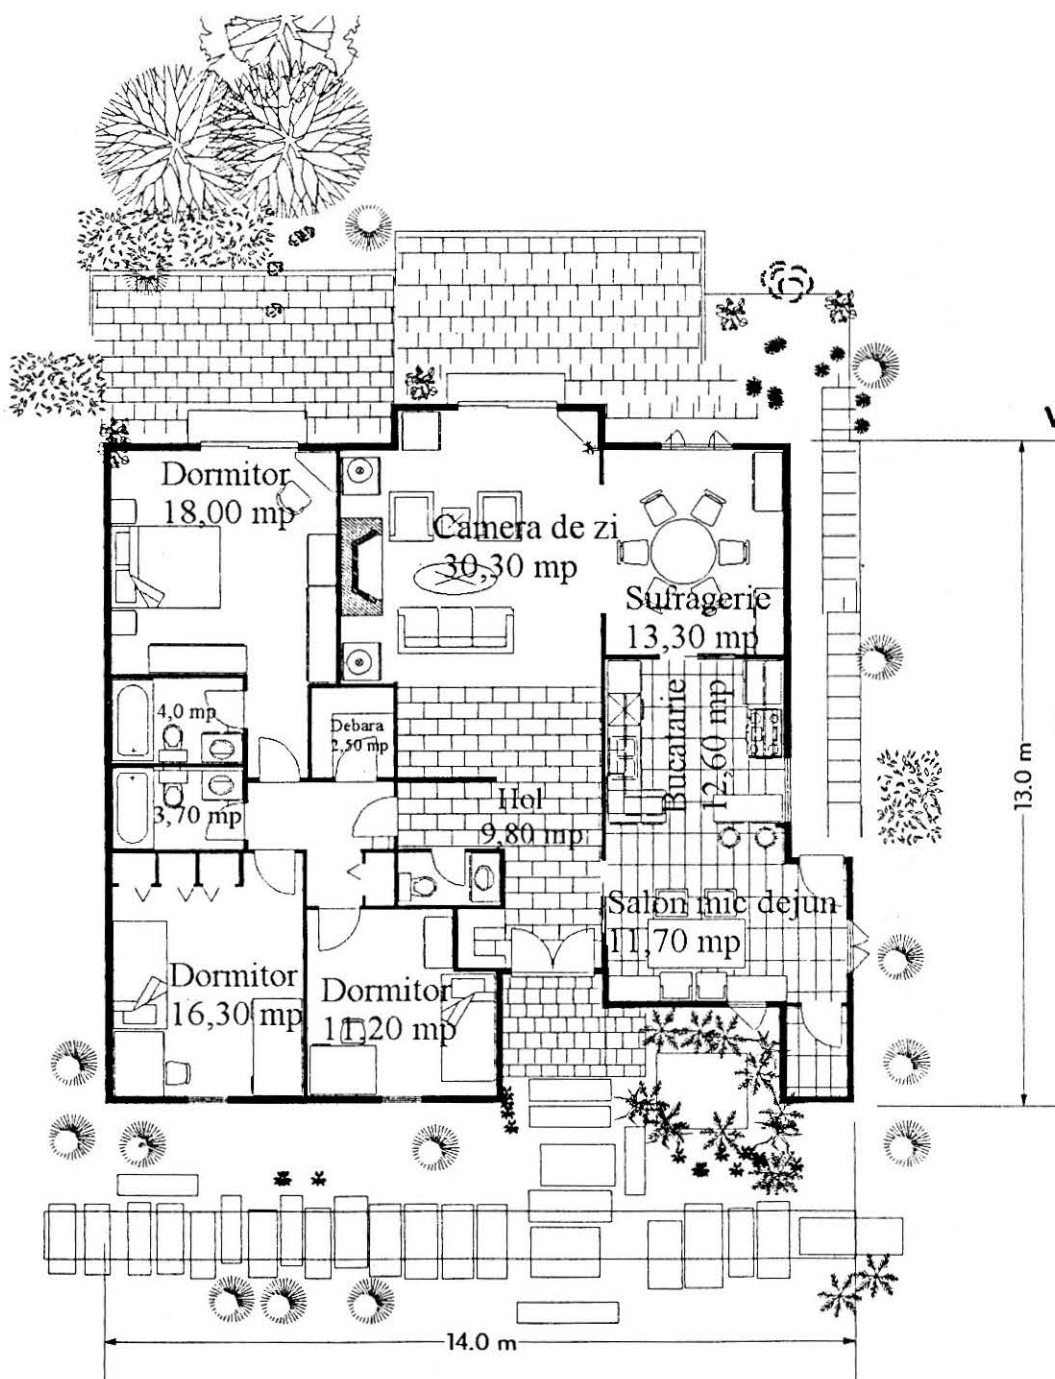 Dormitor
18,00 mp
Camera de zi
30,30 mp
Sufragerie
13,30 mp
4,0 mp
Debara
2,50 mp
Bucatarie
12,60 mp
3,70 mp
Hol
9,80 mp
Salon mic dejun
11,70 mp
Dormitor
16,30 mp
Dormitor
11,20 mp
13.0 m
14.0 m